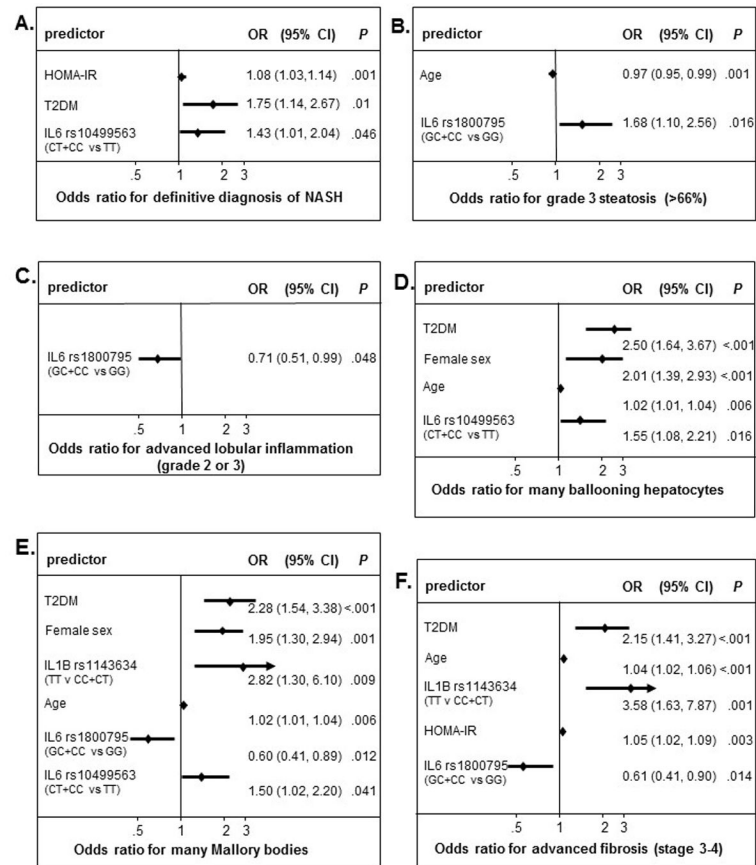 A.
predictor OR (95% CI) P
HOMA-IR 1.08 (1.03,1.14) .001
T2DM 1.75 (1.14, 2.67) .01
IL6 rs10499563 1.43 (1.01, 2.04) .046
(CT+CC vs TT)
.5 1 2 3
Odds ratio for definitive diagnosis of NASH
B.
predictor OR (95% CI) P
Age 0.97 (0.95, 0.99) .001
IL6 rs1800795 1.68 (1.10, 2.56) .016
(GC+CC vs GG)
.5 1 2 3
Odds ratio for grade 3 steatosis (>66%)
C.
predictor OR (95% CI) P
IL6 rs1800795 0.71 (0.51, 0.99) .048
(GC+CC vs GG)
.5 1 2 3
Odds ratio for advanced lobular inflammation
(grade 2 or 3)
D.
predictor OR (95% CI) P
T2DM
2.50 (1.64, 3.67) <.001
Female sex
2.01 (1.39, 2.93) <.001
Age
1.02 (1.01, 1.04) .006
IL6 rs10499563
(CT+CC vs TT) 1.55 (1.08, 2.21) .016
.5 1 2 3
Odds ratio for many ballooning hepatocytes
E.
predictor OR (95% CI) P
T2DM
2.28 (1.54, 3.38) <.001
Female sex
1.95 (1.30, 2.94) .001
IL1B rs1143634
(TT v CC+CT) 2.82 (1.30, 6.10) .009
Age
1.02 (1.01, 1.04) .006
IL6 rs1800795
(GC+CC vs GG) 0.60 (0.41, 0.89) .012
IL6 rs10499563
(CT+CC vs TT) 1.50 (1.02, 2.20) .041
.5 1 2 3
Odds ratio for many Mallory bodies
F.
predictor OR (95% CI) P
T2DM
2.15 (1.41, 3.27) <.001
Age
1.04 (1.02, 1.06) <.001
IL1B rs1143634
(TT v CC+CT) 3.58 (1.63, 7.87) .001
HOMA-IR
1.05 (1.02, 1.09) .003
IL6 rs1800795
(GC+CC vs GG) 0.61 (0.41, 0.90) .014
.5 1 2 3
Odds ratio for advanced fibrosis (stage 3-4)